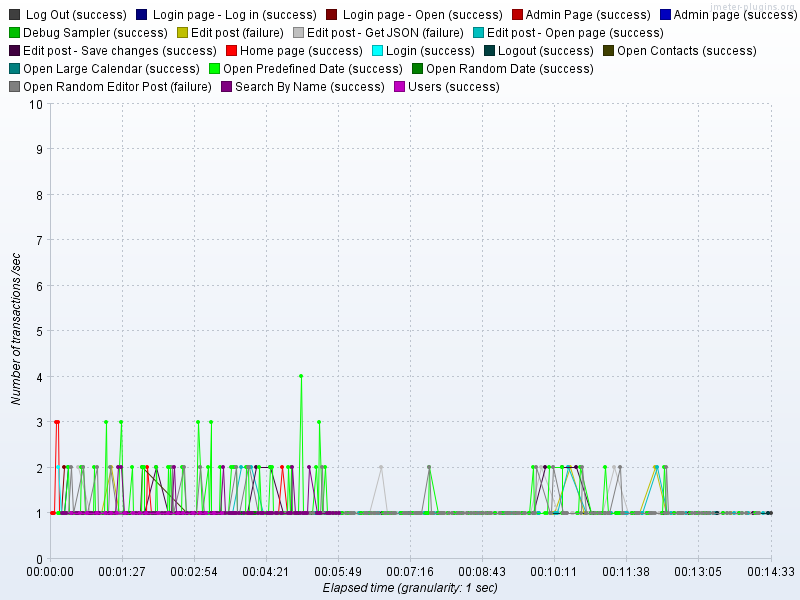 jmeter-plugins.org
Log Out (success) Login page - Log in (success) Login page - Open (success) Admin Page (success) Admin page (success)
Debug Sampler (success) Edit post (failure) Edit post - Get JSON (failure) Edit post - Open page (success)
Edit post - Save changes (success) Home page (success) Login (success) Logout (success) Open Contacts (success)
Open Large Calendar (success) Open Predefined Date (success) Open Random Date (success)
Open Random Editor Post (failure) Search By Name (success) Users (success)
10
9
8
7
6
5
4
3
2
1
0
Number of transactions /sec
00:00:00 00:01:27 00:02:54 00:04:21 00:05:49 00:07:16 00:08:43 00:10:11 00:11:38 00:13:05 00:14:33
Elapsed time (granularity: 1 sec)